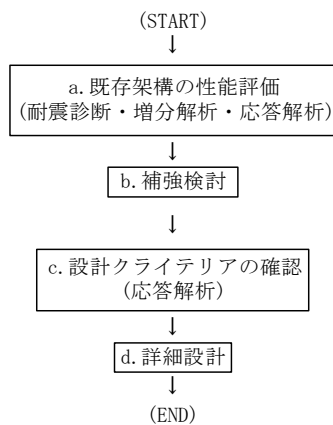 (START)
↓
a.既存架構の性能評価
(耐震診断・増分解析・応答解析)
↓
b.補強検討
↓
c.設計クライテリアの確認
(応答解析)
↓
d.詳細設計
↓
(END)